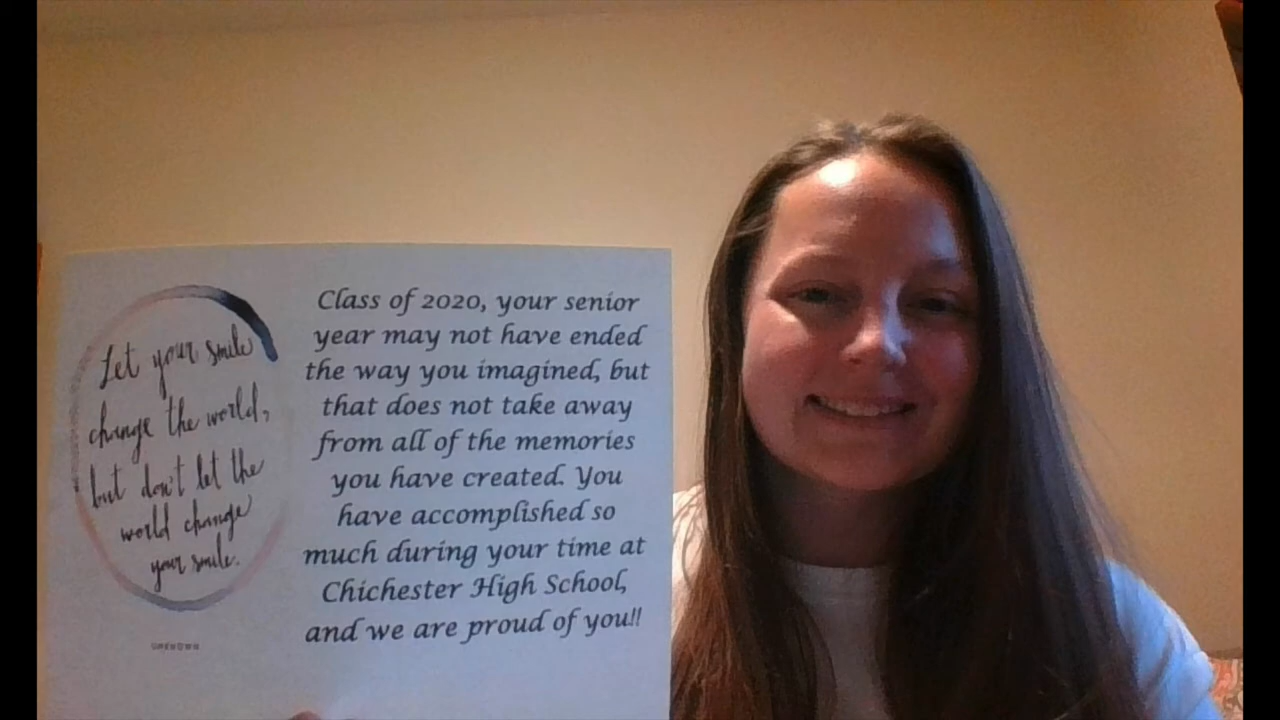 Let your smile
change the world,
but don't let the
world change
your smile.
UNKNOWN
Class of 2020, your senior
year may not have ended
the way you imagined, but
that does not take away
from all of the memories
you have created. You
have accomplished so
much during your time at
Chichester High School,
and we are proud of you!!